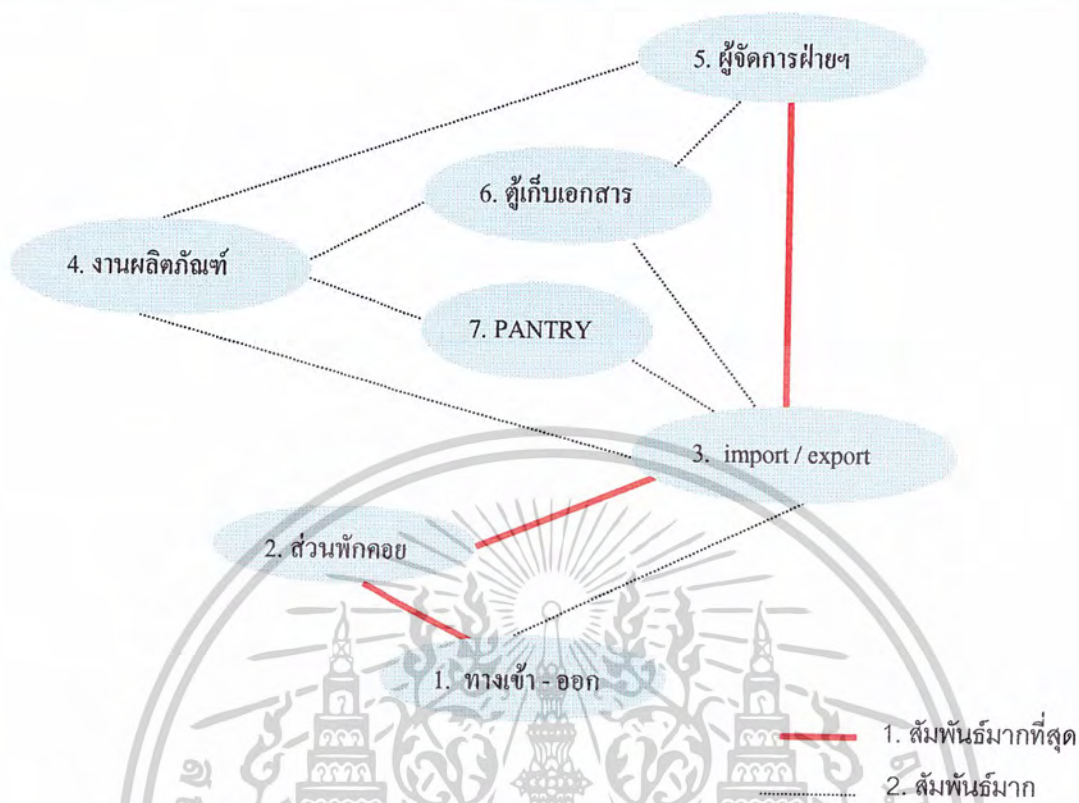 5. ผู้จัดการฝ่ายฯ
6. ตู้เก็บเอกสาร
4. งานผลิตภัณฑ์
7. PANTRY
3. import / export
2. ส่วนพักคอย
1. ทางเข้า - ออก
1. สัมพันธ์มากที่สุด
2. สัมพันธ์มาก